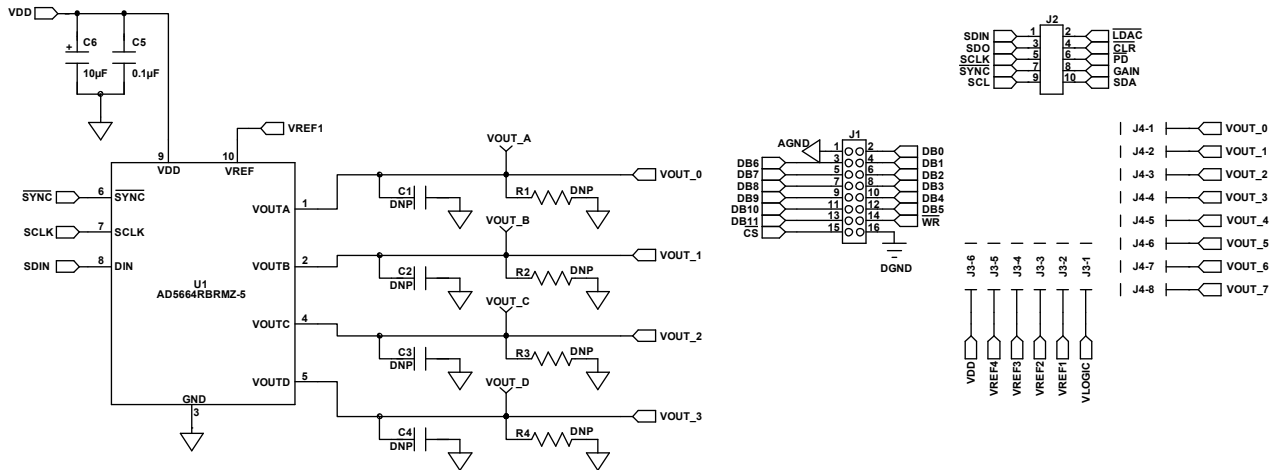 VDD
C6
C5
+
10µF
0.1µF
VREF1
9
10
VDD
VREF
SYNC
6
SYNC
SCLK
7
SCLK
SDIN
8
DIN
U1
AD5664RBRMZ-5
VOUTA
1
VOUTB
2
VOUTC
4
VOUTD
5
GND
3
VOUT_A
C1
DNP
R1
DNP
VOUT_0
VOUT_B
C2
DNP
R2
DNP
VOUT_1
VOUT_C
C3
DNP
R3
DNP
VOUT_2
VOUT_D
C4
DNP
R4
DNP
VOUT_3
J1
AGND 1 2 DB0
DB6 3 4 DB1
DB7 5 6 DB2
DB8 7 8 DB3
DB9 9 10 DB4
DB10 11 12 DB5
DB11 13 14 WR
CS 15 16
DGND
J2
SDIN 1 2 LDAC
SDO 3 4 CLR
SCLK 5 6 PD
SYNC 7 8 GAIN
SCL 9 10 SDA
J4-1 VOUT_0
J4-2 VOUT_1
J4-3 VOUT_2
J4-4 VOUT_3
J4-5 VOUT_4
J4-6 VOUT_5
J4-7 VOUT_6
J4-8 VOUT_7
J3-6 VDD
J3-5 VREF4
J3-4 VREF3
J3-3 VREF2
J3-2 VREF1
J3-1 VLOGIC